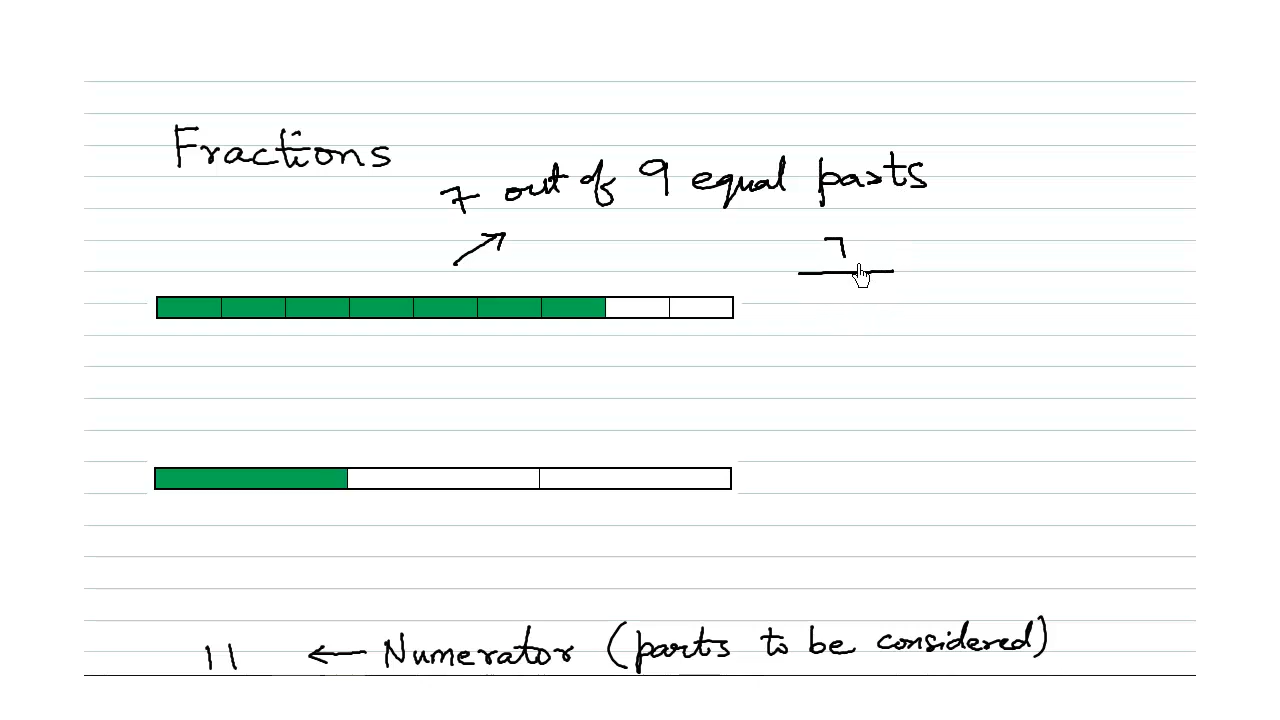 Fractions
7 out of 9 equal parts
7
11 ← Numerator (parts to be considered)